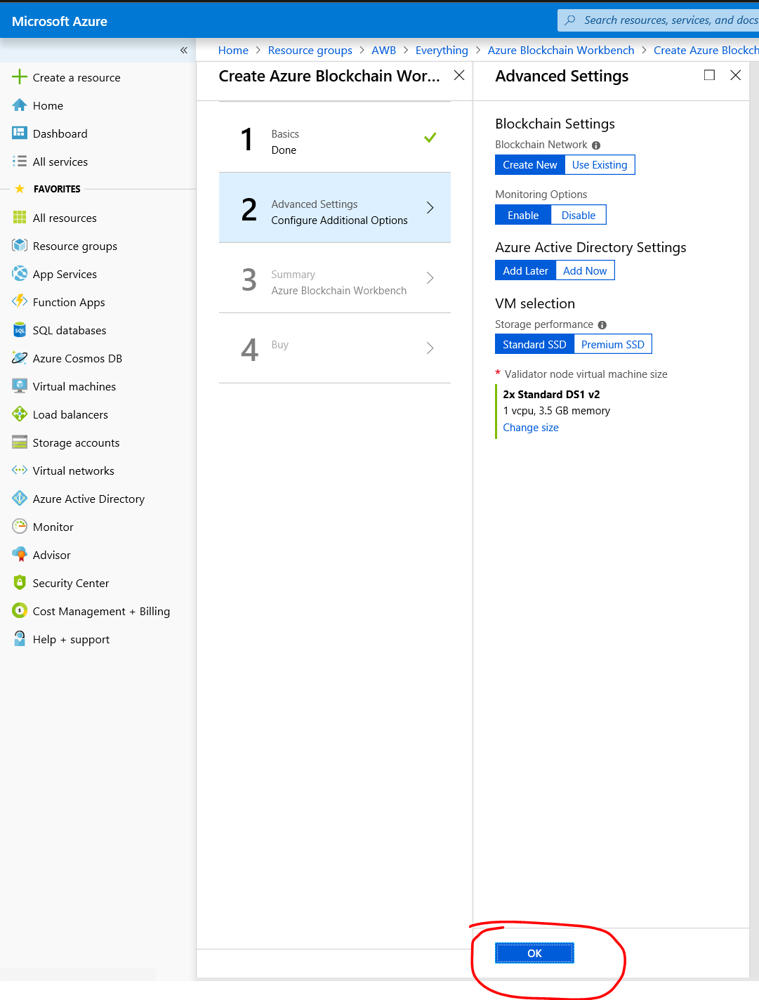 Microsoft Azure
Search resources, services, and docs
«
Home > Resource groups > AWB > Everything > Azure Blockchain Workbench > Create Azure Blockch
Create a resource
Home
Dashboard
All services
FAVORITES
All resources
Resource groups
App Services
Function Apps
SQL databases
Azure Cosmos DB
Virtual machines
Load balancers
Storage accounts
Virtual networks
Azure Active Directory
Monitor
Advisor
Security Center
Cost Management + Billing
Help + support
Create Azure Blockchain Wor...
1
Basics
Done
2
Advanced Settings
Configure Additional Options
3
Summary
Azure Blockchain Workbench
4
Buy
Advanced Settings
Blockchain Settings
Blockchain Network
Create New Use Existing
Monitoring Options
Enable Disable
Azure Active Directory Settings
Add Later Add Now
VM selection
Storage performance
Standard SSD Premium SSD
* Validator node virtual machine size
2x Standard DS1 v2
1 vcpu, 3.5 GB memory
Change size
OK